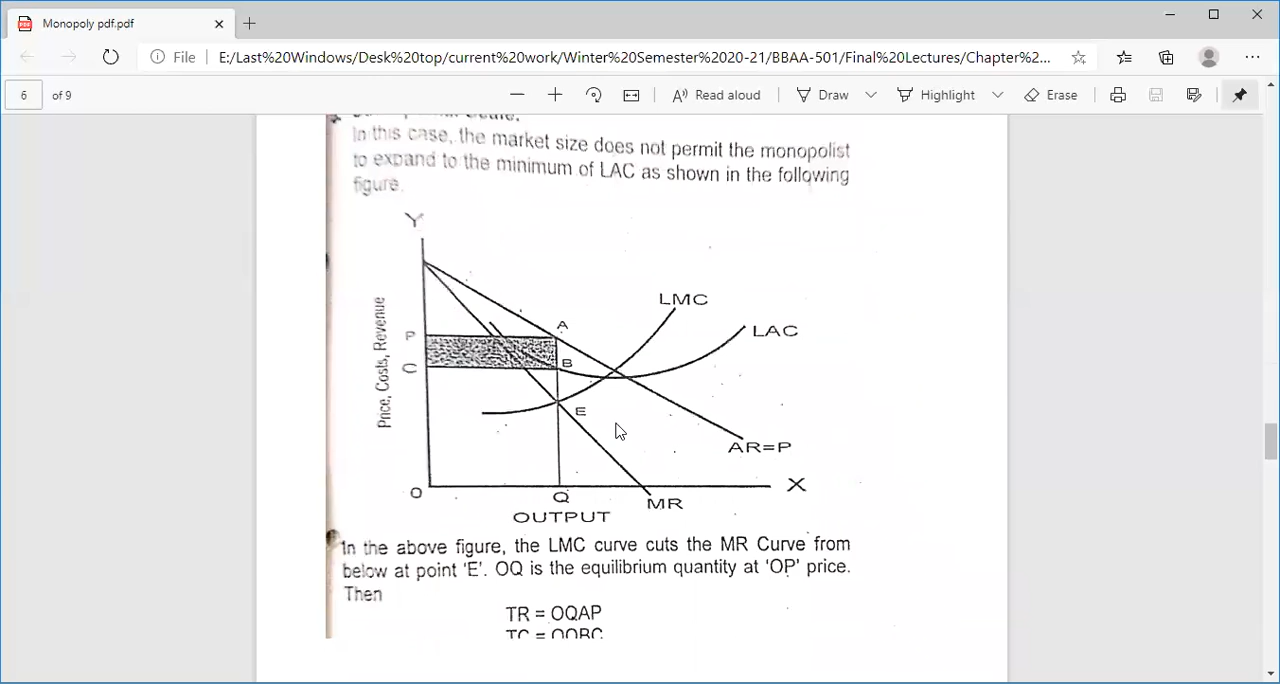 Monopoly pdf.pdf
File
E:/Last%20Windows/Desk%20top/current%20work/Winter%20Semester%2020-21/BBAA-501/Final%20Lectures/Chapter%2...
6 of 9
Read aloud
Draw
Highlight
Erase
In this case, the market size does not permit the monopolist
to expand to the minimum of LAC as shown in the following
figure.
Y
LMC
LAC
P
A
C
B
E
Price, Costs, Revenue
AR=P
O
Q
X
MR
OUTPUT
In the above figure, the LMC curve cuts the MR Curve from
below at point 'E'. OQ is the equilibrium quantity at 'OP' price.
Then
TR = OQAP
TC = OQBC